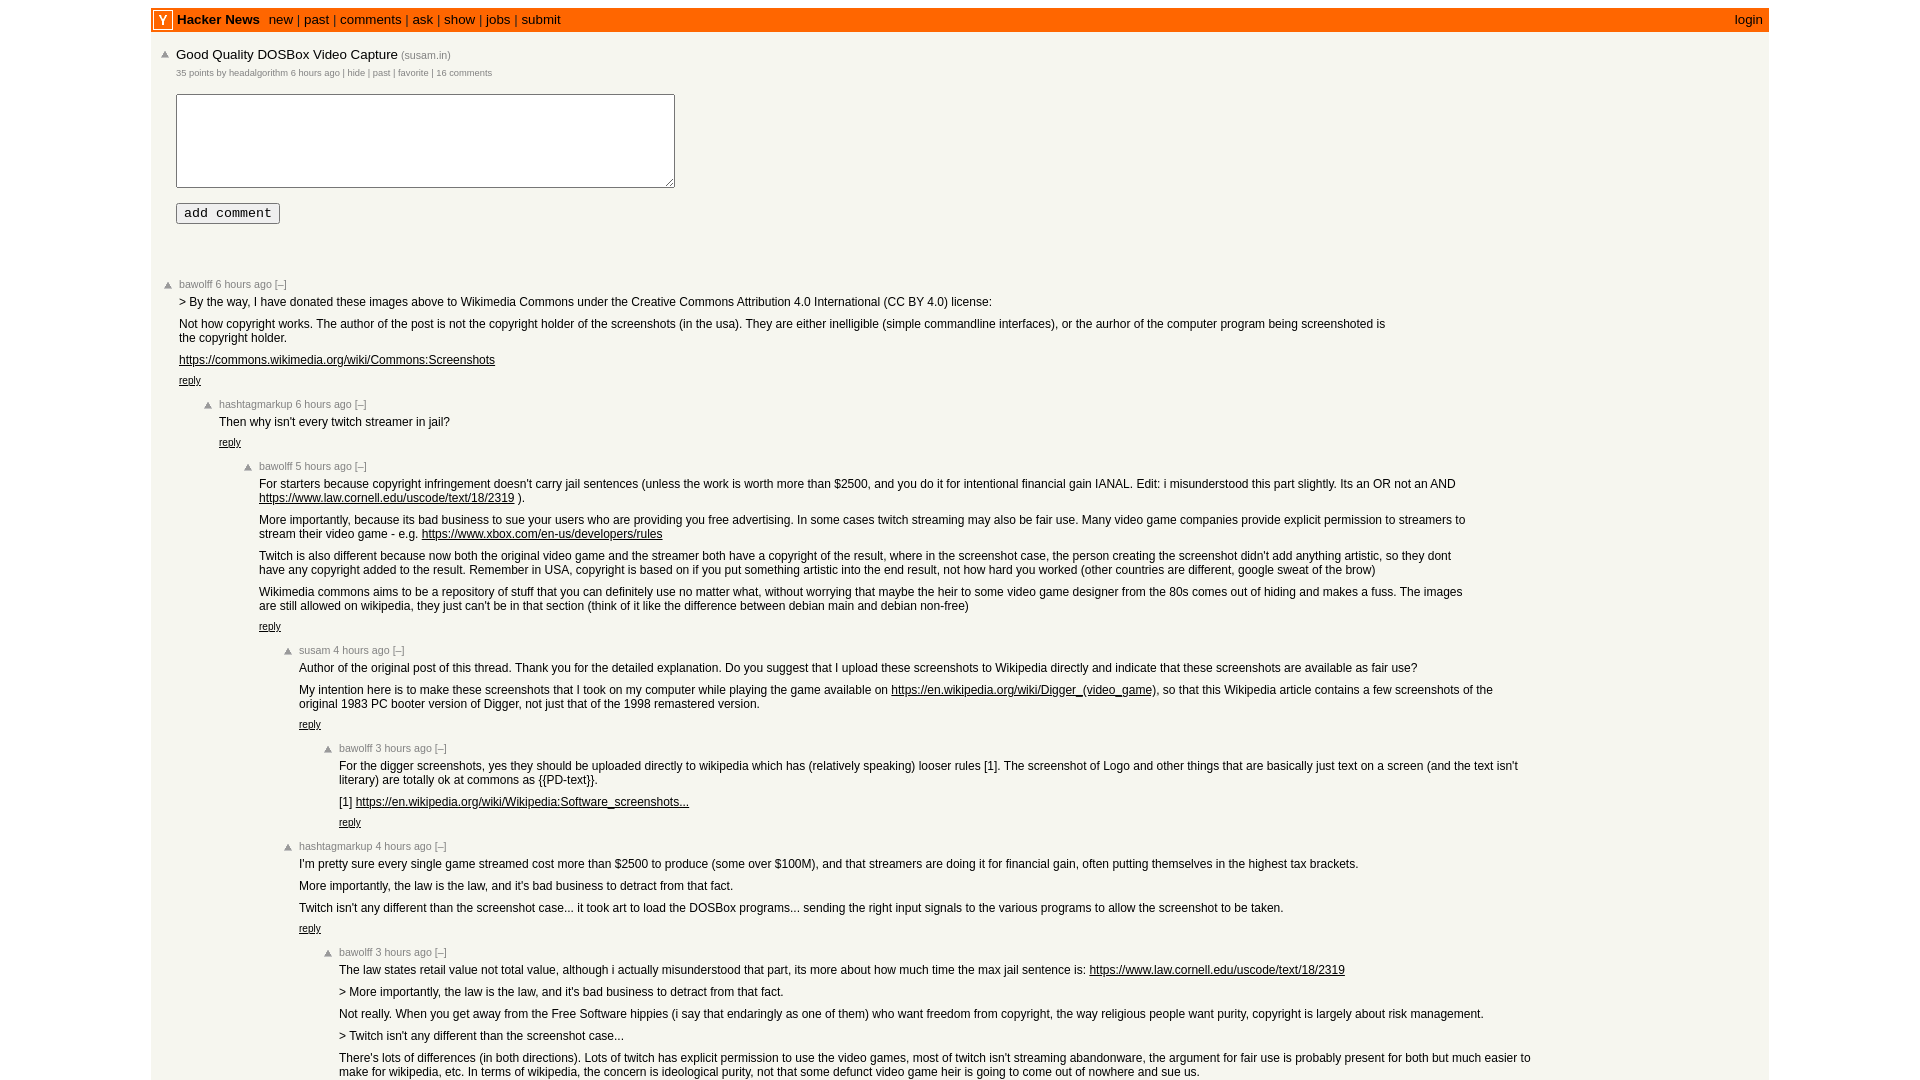 Y Hacker News new | past | comments | ask | show | jobs | submit login
Good Quality DOSBox Video Capture (susam.in)
35 points by headalgorithm 6 hours ago | hide | past | favorite | 16 comments
add comment
bawolff 6 hours ago [–]
> By the way, I have donated these images above to Wikimedia Commons under the Creative Commons Attribution 4.0 International (CC BY 4.0) license:
Not how copyright works. The author of the post is not the copyright holder of the screenshots (in the usa). They are either inelligible (simple commandline interfaces), or the aurhor of the computer program being screenshoted is
the copyright holder.
https://commons.wikimedia.org/wiki/Commons:Screenshots
reply
hashtagmarkup 6 hours ago [–]
Then why isn't every twitch streamer in jail?
reply
bawolff 5 hours ago [–]
For starters because copyright infringement doesn't carry jail sentences (unless the work is worth more than $2500, and you do it for intentional financial gain IANAL. Edit: i misunderstood this part slightly. Its an OR not an AND
https://www.law.cornell.edu/uscode/text/18/2319 ).
More importantly, because its bad business to sue your users who are providing you free advertising. In some cases twitch streaming may also be fair use. Many video game companies provide explicit permission to streamers to
stream their video game - e.g. https://www.xbox.com/en-us/developers/rules
Twitch is also different because now both the original video game and the streamer both have a copyright of the result, where in the screenshot case, the person creating the screenshot didn't add anything artistic, so they dont
have any copyright added to the result. Remember in USA, copyright is based on if you put something artistic into the end result, not how hard you worked (other countries are different, google sweat of the brow)
Wikimedia commons aims to be a repository of stuff that you can definitely use no matter what, without worrying that maybe the heir to some video game designer from the 80s comes out of hiding and makes a fuss. The images
are still allowed on wikipedia, they just can't be in that section (think of it like the difference between debian main and debian non-free)
reply
susam 4 hours ago [–]
Author of the original post of this thread. Thank you for the detailed explanation. Do you suggest that I upload these screenshots to Wikipedia directly and indicate that these screenshots are available as fair use?
My intention here is to make these screenshots that I took on my computer while playing the game available on https://en.wikipedia.org/wiki/Digger_(video_game), so that this Wikipedia article contains a few screenshots of the
original 1983 PC booter version of Digger, not just that of the 1998 remastered version.
reply
bawolff 3 hours ago [–]
For the digger screenshots, yes they should be uploaded directly to wikipedia which has (relatively speaking) looser rules [1]. The screenshot of Logo and other things that are basically just text on a screen (and the text isn't
literary) are totally ok at commons as {{PD-text}}.
[1] https://en.wikipedia.org/wiki/Wikipedia:Software_screenshots...
reply
hashtagmarkup 4 hours ago [–]
I'm pretty sure every single game streamed cost more than $2500 to produce (some over $100M), and that streamers are doing it for financial gain, often putting themselves in the highest tax brackets.
More importantly, the law is the law, and it's bad business to detract from that fact.
Twitch isn't any different than the screenshot case... it took art to load the DOSBox programs... sending the right input signals to the various programs to allow the screenshot to be taken.
reply
bawolff 3 hours ago [–]
The law states retail value not total value, although i actually misunderstood that part, its more about how much time the max jail sentence is: https://www.law.cornell.edu/uscode/text/18/2319
> More importantly, the law is the law, and it's bad business to detract from that fact.
Not really. When you get away from the Free Software hippies (i say that endaringly as one of them) who want freedom from copyright, the way religious people want purity, copyright is largely about risk management.
> Twitch isn't any different than the screenshot case...
There's lots of differences (in both directions). Lots of twitch has explicit permission to use the video games, most of twitch isn't streaming abandonware, the argument for fair use is probably present for both but much easier to
make for wikipedia, etc. In terms of wikipedia, the concern is ideological purity, not that some defunct video game heir is going to come out of nowhere and sue us.